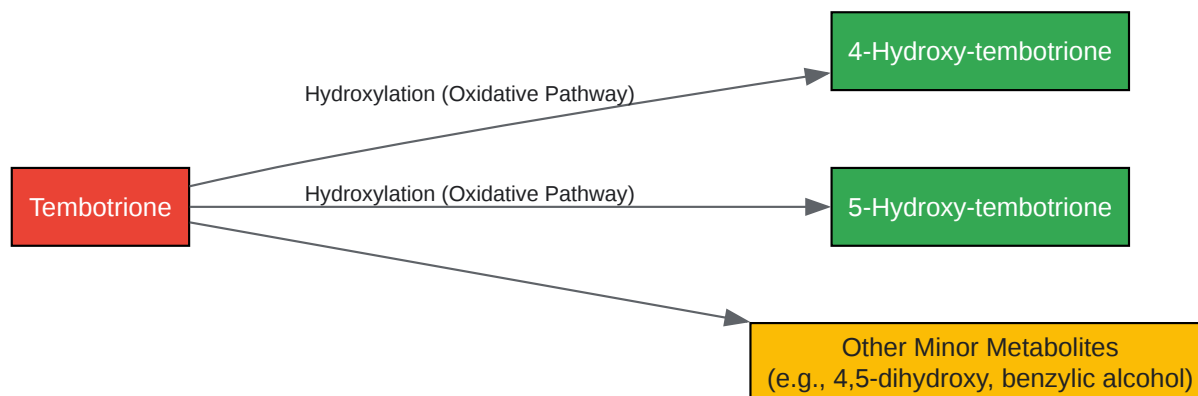 4-Hydroxy-tembotrione
Hydroxylation (Oxidative Pathway)
Tembotrione
Hydroxylation (Oxidative Pathway)
5-Hydroxy-tembotrione
Other Minor Metabolites
(e.g., 4,5-dihydroxy, benzylic alcohol)